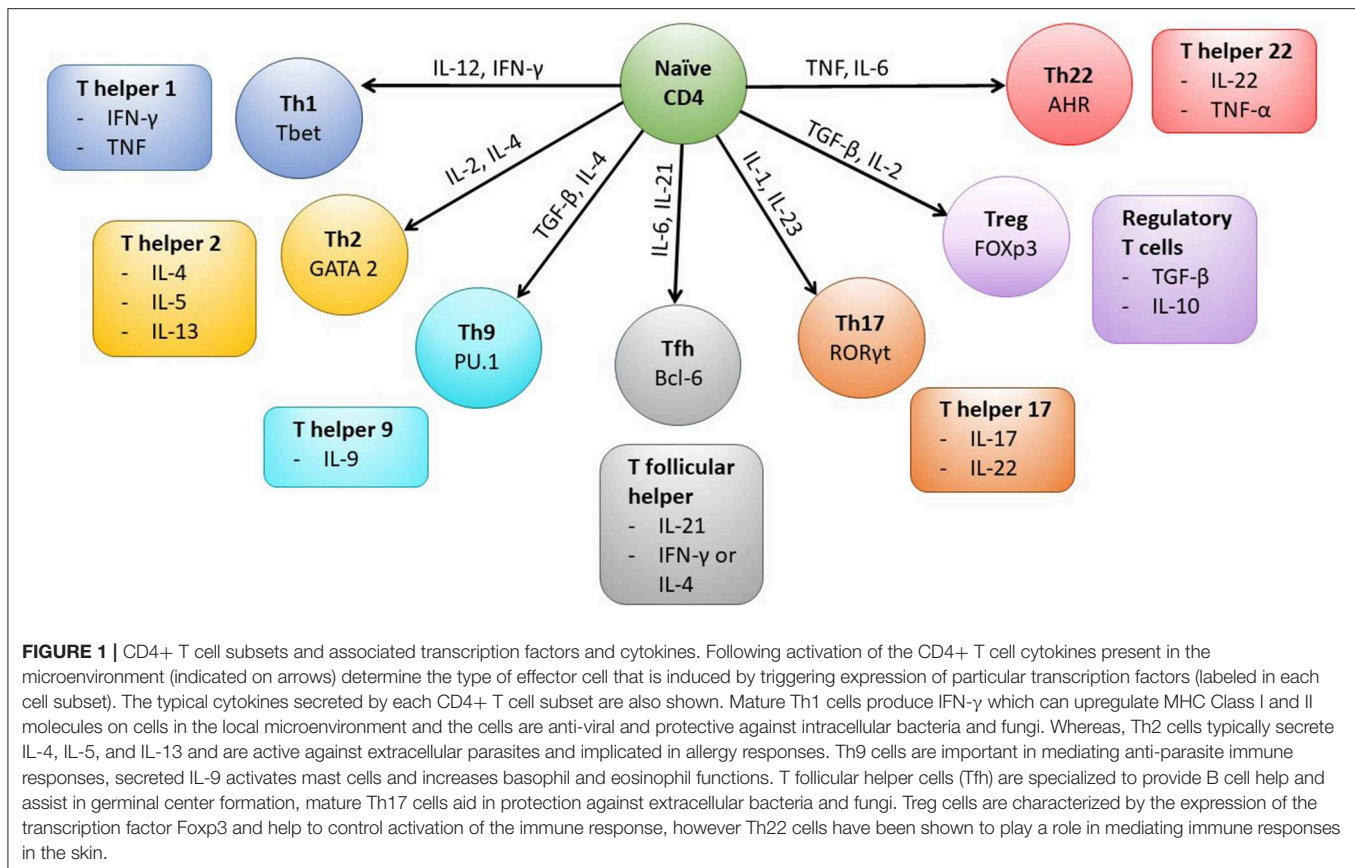 IL-12, IFN-γ
Naïve
CD4
TNF, IL-6
T helper 1
- IFN-γ
- TNF
Th1
Tbet
Th22
AHR
T helper 22
- IL-22
- TNF-α
IL-2, IL-4
TGF-β, IL-4
IL-6, IL-21
IL-1, IL-23
TGF-β, IL-2
T helper 2
- IL-4
- IL-5
- IL-13
Th2
GATA 2
Treg
FOXp3
Regulatory
T cells
- TGF-β
- IL-10
Th9
PU.1
Tfh
Bcl-6
Th17
RORγt
T helper 9
- IL-9
T follicular
helper
- IL-21
- IFN-γ or
IL-4
T helper 17
- IL-17
- IL-22
FIGURE 1 | CD4+ T cell subsets and associated transcription factors and cytokines. Following activation of the CD4+ T cell cytokines present in the
microenvironment (indicated on arrows) determine the type of effector cell that is induced by triggering expression of particular transcription factors (labeled in each
cell subset). The typical cytokines secreted by each CD4+ T cell subset are also shown. Mature Th1 cells produce IFN-γ which can upregulate MHC Class I and II
molecules on cells in the local microenvironment and the cells are anti-viral and protective against intracellular bacteria and fungi. Whereas, Th2 cells typically secrete
IL-4, IL-5, and IL-13 and are active against extracellular parasites and implicated in allergy responses. Th9 cells are important in mediating anti-parasite immune
responses, secreted IL-9 activates mast cells and increases basophil and eosinophil functions. T follicular helper cells (Tfh) are specialized to provide B cell help and
assist in germinal center formation, mature Th17 cells aid in protection against extracellular bacteria and fungi. Treg cells are characterized by the expression of the
transcription factor Foxp3 and help to control activation of the immune response, however Th22 cells have been shown to play a role in mediating immune responses
in the skin.